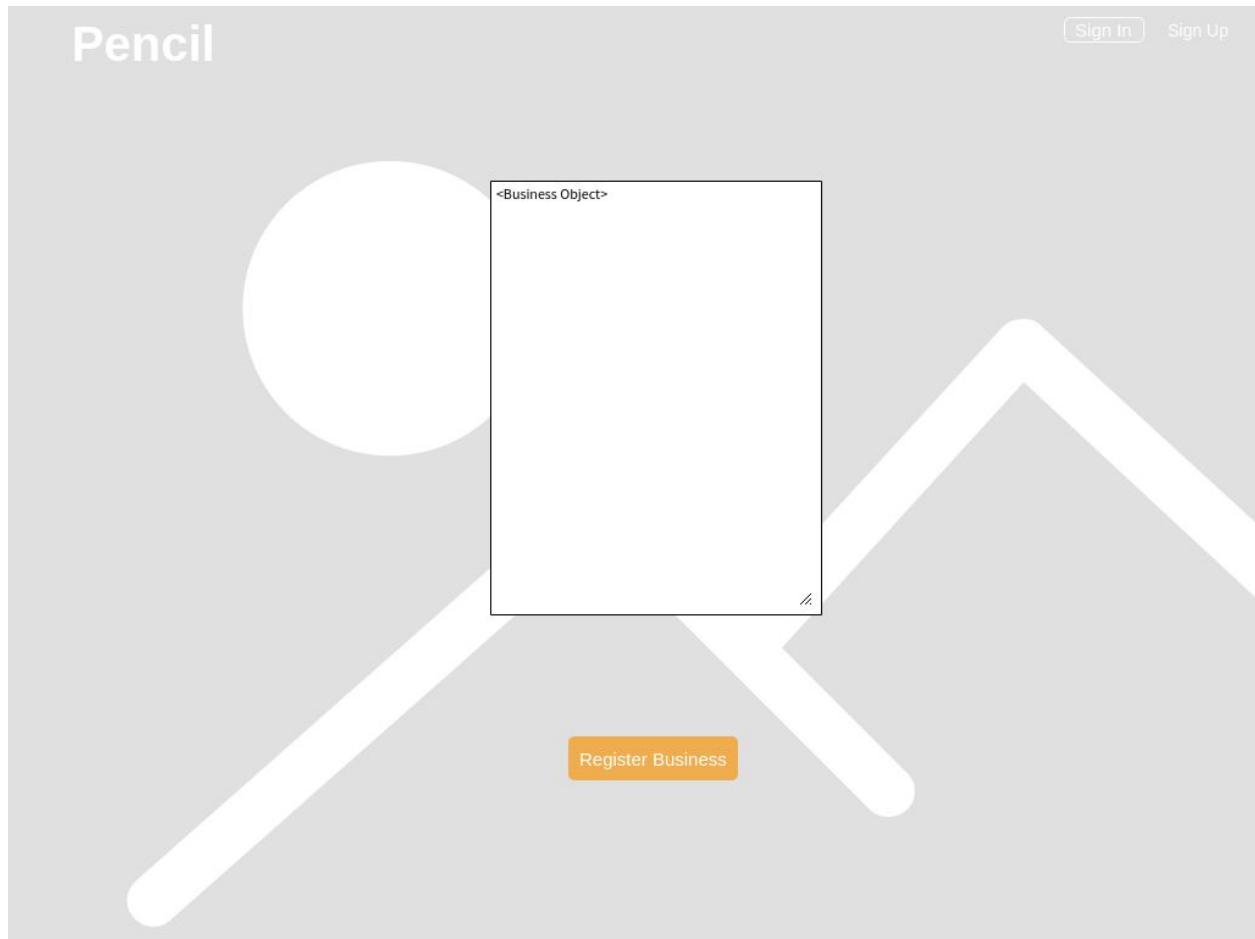 Pencil
Sign In
Sign Up
<Business Object>
Register Business